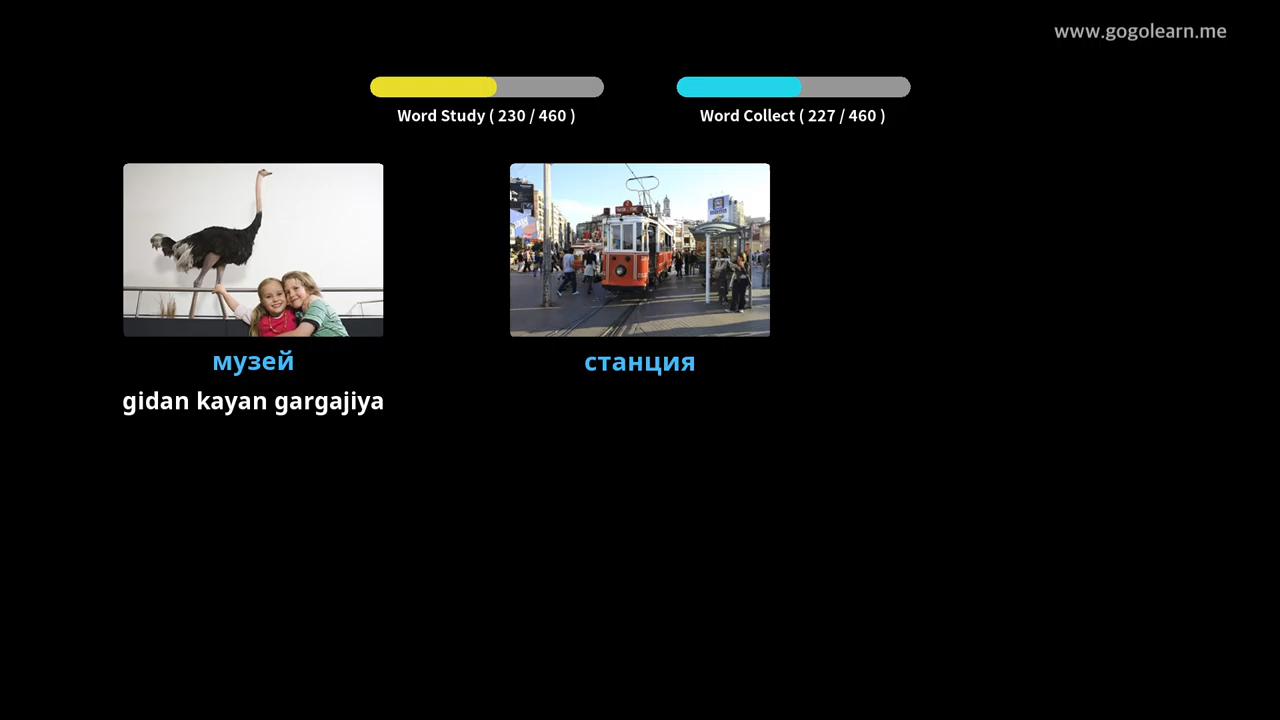 www.gogolearn.me
Word Study ( 230 / 460 )
Word Collect ( 227 / 460 )
музей
станция
gidan kayan gargajiya